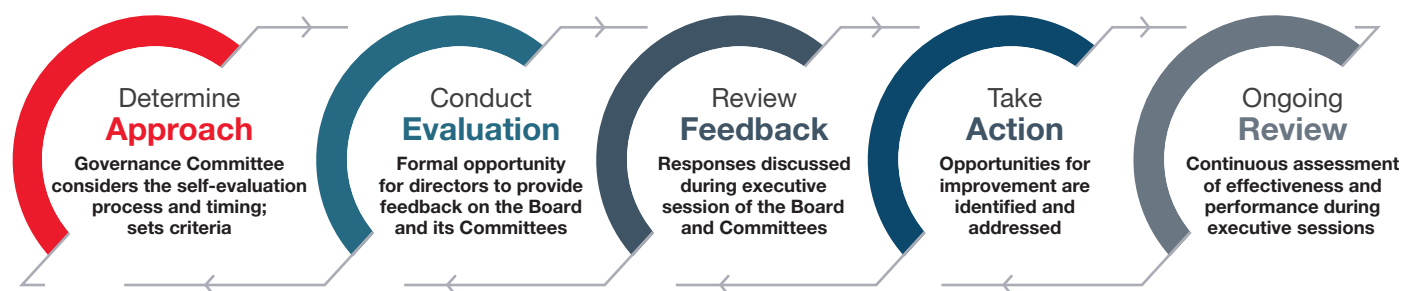 Determine
Approach
Governance Committee
considers the self-evaluation
process and timing;
sets criteria
Conduct
Evaluation
Formal opportunity
for directors to provide
feedback on the Board
and its Committees
Review
Feedback
Responses discussed
during executive
session of the Board
and Committees
Take
Action
Opportunities for
improvement are
identified and
addressed
Ongoing
Review
Continuous assessment
of effectiveness and
performance during
executive sessions